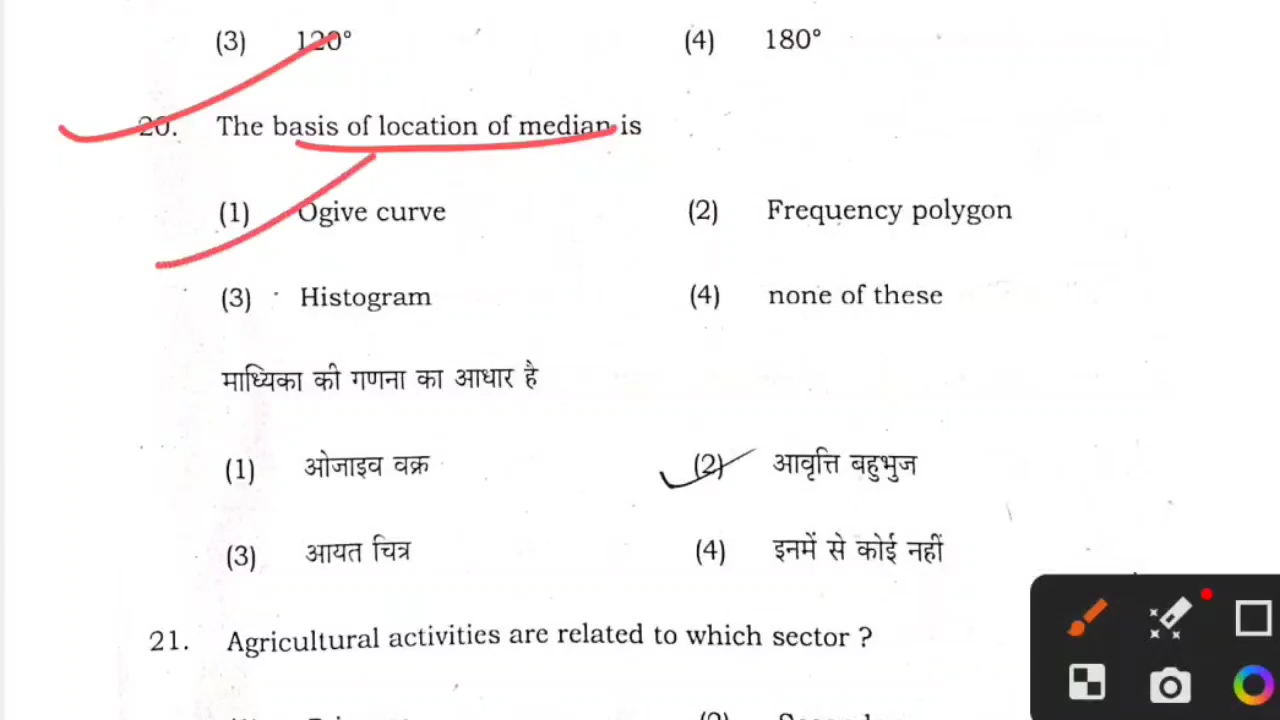 (3) 120° (4) 180°
20. The basis of location of median is
(1) Ogive curve (2) Frequency polygon
(3) Histogram (4) none of these
माध्यिका की गणना का आधार है
(1) ओजाइव वक्र (2) आवृत्ति बहुभुज
(3) आयत चित्र (4) इनमें से कोई नहीं
21. Agricultural activities are related to which sector ?